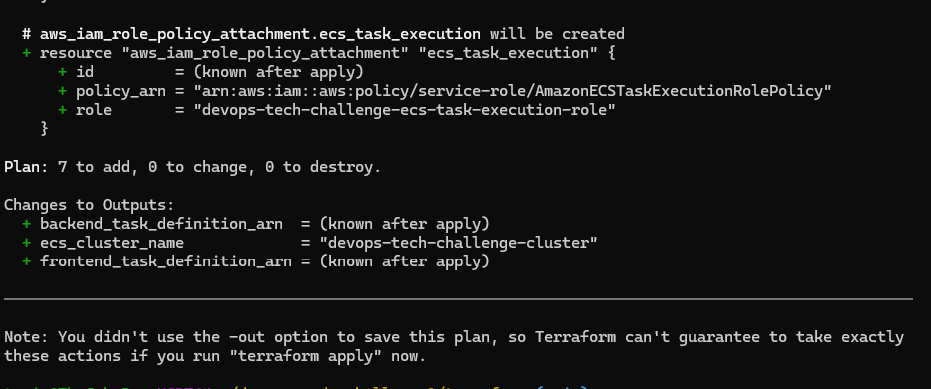 # aws_iam_role_policy_attachment.ecs_task_execution will be created
+ resource "aws_iam_role_policy_attachment" "ecs_task_execution" {
+ id = (known after apply)
+ policy_arn = "arn:aws:iam::aws:policy/service-role/AmazonECSTaskExecutionRolePolicy"
+ role = "devops-tech-challenge-ecs-task-execution-role"
}
Plan: 7 to add, 0 to change, 0 to destroy.
Changes to Outputs:
+ backend_task_definition_arn = (known after apply)
+ ecs_cluster_name = "devops-tech-challenge-cluster"
+ frontend_task_definition_arn = (known after apply)
Note: You didn't use the -out option to save this plan, so Terraform can't guarantee to take exactly
these actions if you run "terraform apply" now.